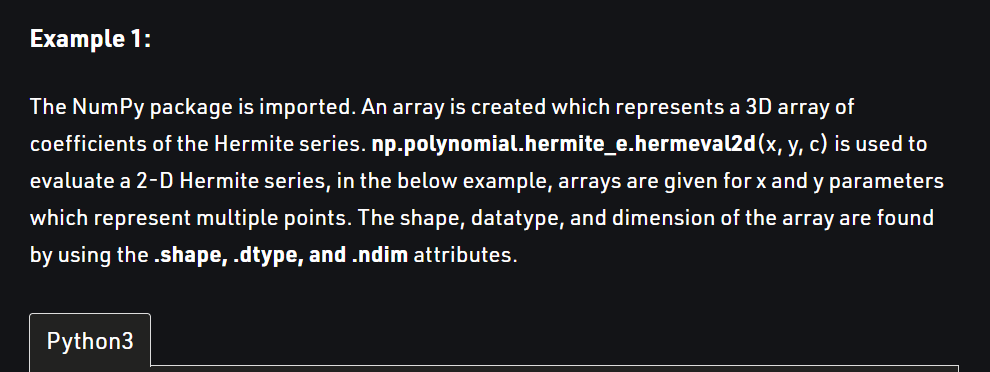 Example 1:
The NumPy package is imported. An array is created which represents a 3D array of
coefficients of the Hermite series. np.polynomial.hermite_e.hermeval2d(x, y, c) is used to
evaluate a 2-D Hermite series, in the below example, arrays are given for x and y parameters
which represent multiple points. The shape, datatype, and dimension of the array are found
by using the .shape, .dtype, and .ndim attributes.
Python3